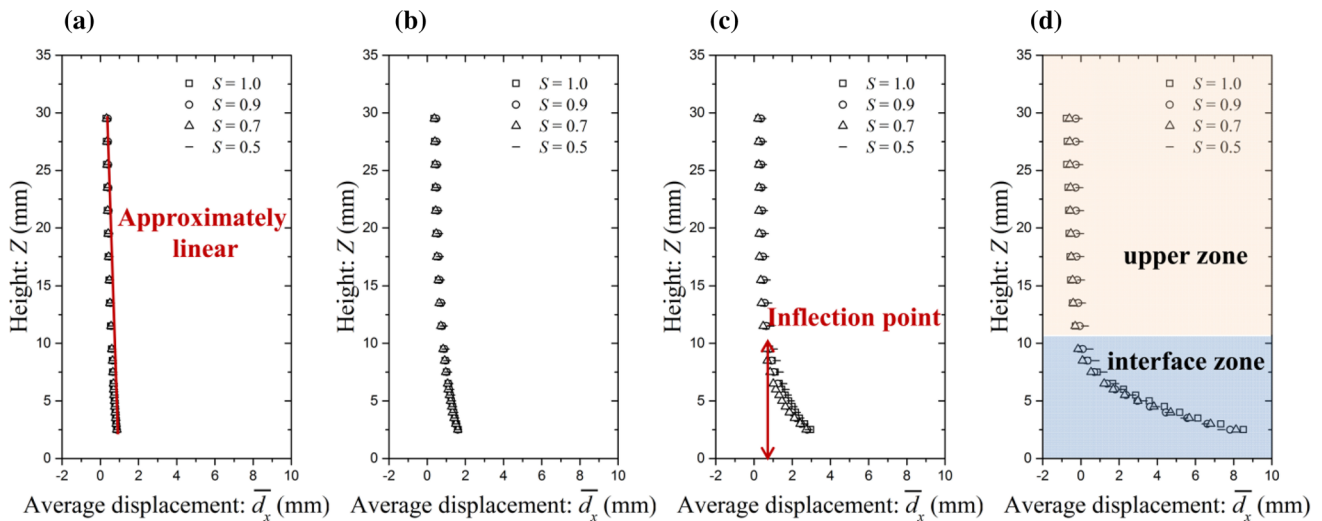 (a)
35
30
25
20
15
10
5
0
-2 0 2 4 6 8 10
Height: Z (mm)
Average displacement: d̅ₓ (mm)
S = 1.0
S = 0.9
S = 0.7
S = 0.5
Approximately
linear
(b)
35
30
25
20
15
10
5
0
-2 0 2 4 6 8 10
Height: Z (mm)
Average displacement: d̅ₓ (mm)
S = 1.0
S = 0.9
S = 0.7
S = 0.5
(c)
35
30
25
20
15
10
5
0
-2 0 2 4 6 8 10
Height: Z (mm)
Average displacement: d̅ₓ (mm)
S = 1.0
S = 0.9
S = 0.7
S = 0.5
Inflection point
(d)
35
30
25
20
15
10
5
0
-2 0 2 4 6 8 10
Height: Z (mm)
Average displacement: d̅ₓ (mm)
S = 1.0
S = 0.9
S = 0.7
S = 0.5
upper zone
interface zone